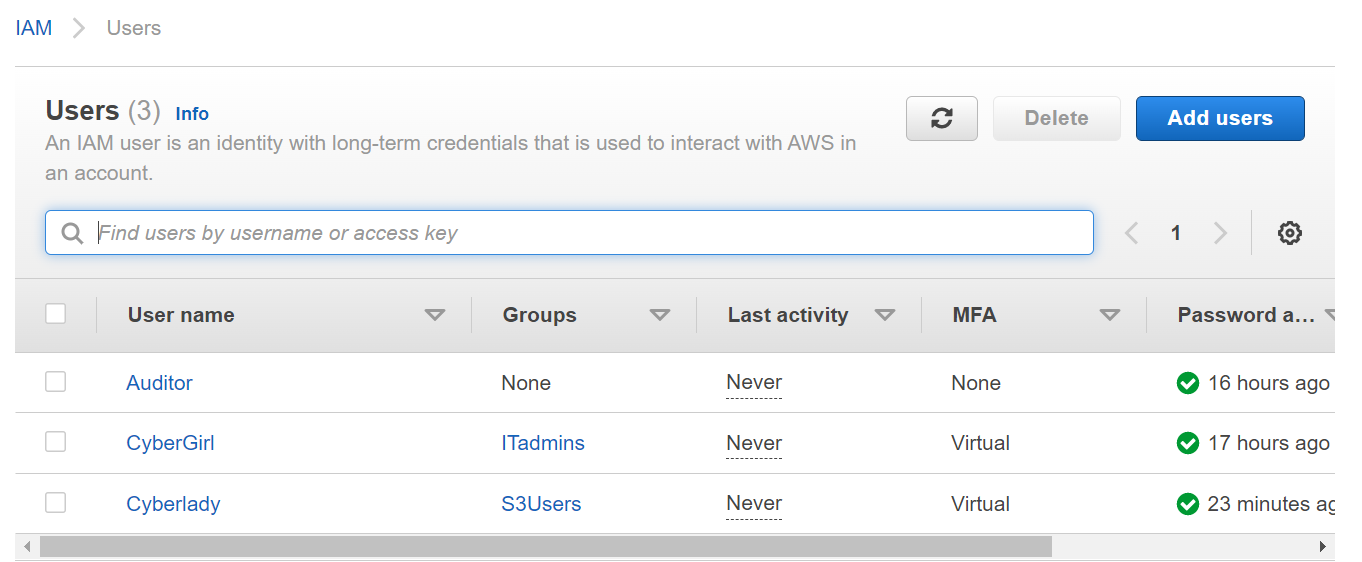 IAM > Users
Users (3) Info
An IAM user is an identity with long-term credentials that is used to interact with AWS in
an account.
Delete
Add users
Find users by username or access key
1
User name Groups Last activity MFA Password a...
Auditor None Never None 16 hours ago
CyberGirl ITadmins Never Virtual 17 hours ago
Cyberlady S3Users Never Virtual 23 minutes ag